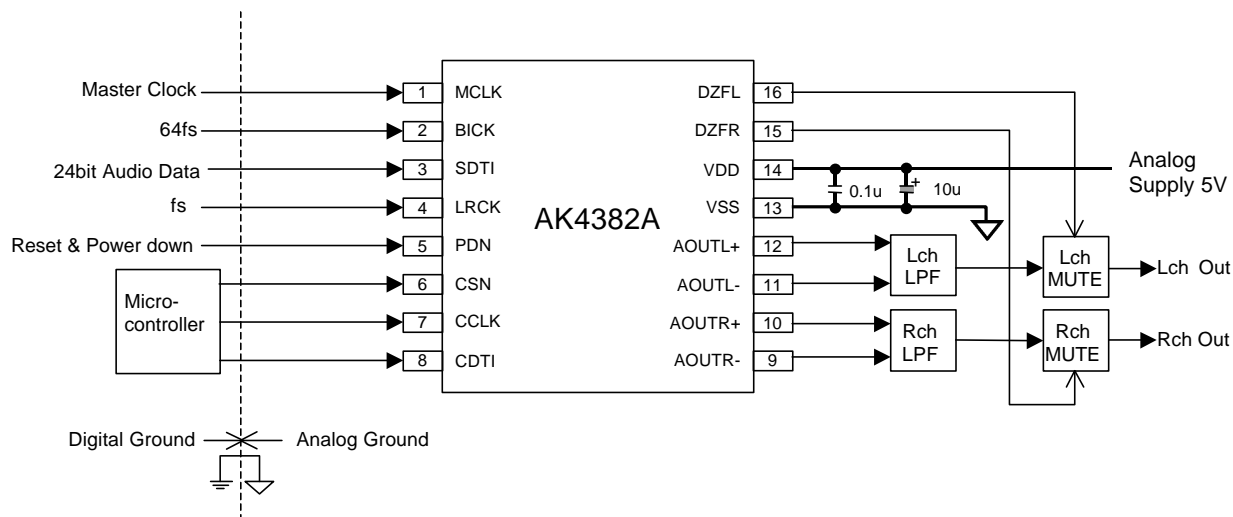 Master Clock
64fs
24bit Audio Data
fs
Reset & Power down
Micro-
controller
1
2
3
4
5
6
7
8
MCLK
BICK
SDTI
LRCK
PDN
CSN
CCLK
CDTI
AK4382A
DZFL
DZFR
VDD
VSS
AOUTL+
AOUTL-
AOUTR+
AOUTR-
16
15
14
13
12
11
10
9
0.1u
+
10u
Analog
Supply 5V
Lch
LPF
Lch
MUTE
Lch Out
Rch
LPF
Rch
MUTE
Rch Out
Digital Ground
Analog Ground